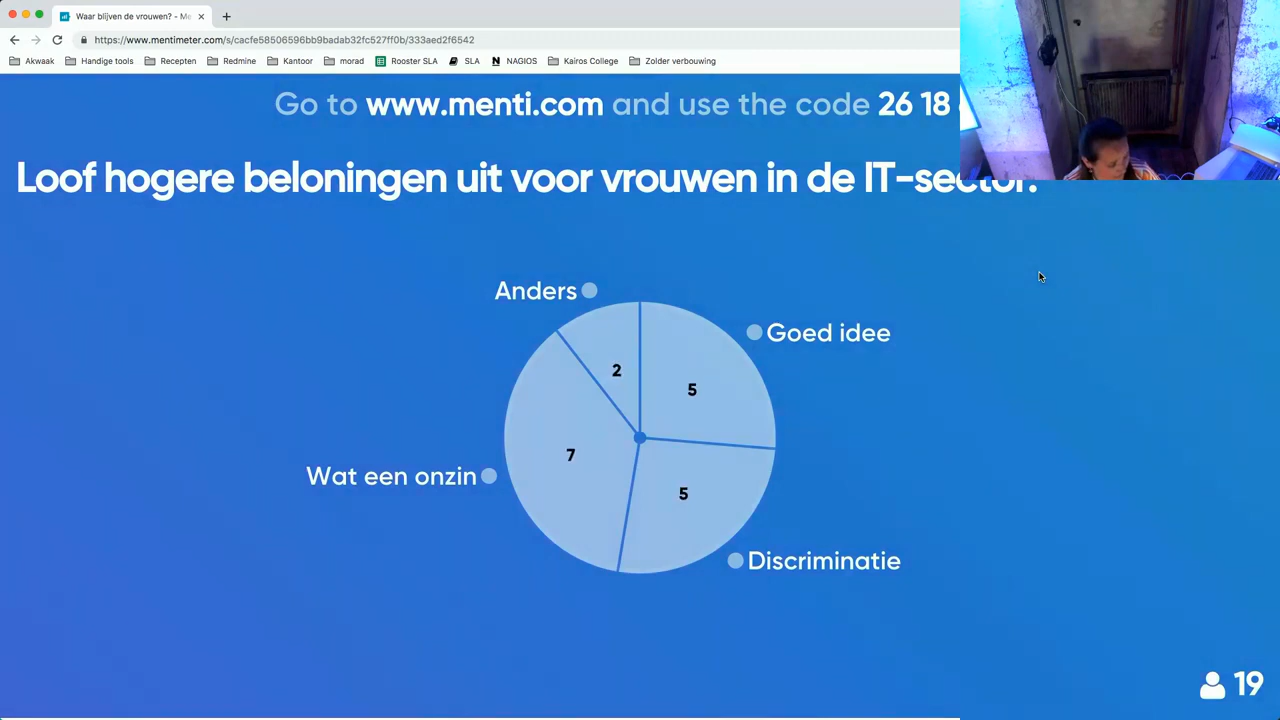 Waar blijven de vrouwen? - Me
https://www.mentimeter.com/s/cacfe58506596bb9badab32fc527ff0b/333aed2f6542
Akwaak Handige tools Recepten Redmine Kantoor morad Rooster SLA SLA NAGIOS Kairos College Zolder verbouwing
Go to www.menti.com and use the code 26 18
Loof hogere beloningen uit voor vrouwen in de IT-sector.
Anders
Goed idee
2
5
7
Wat een onzin
5
Discriminatie
19